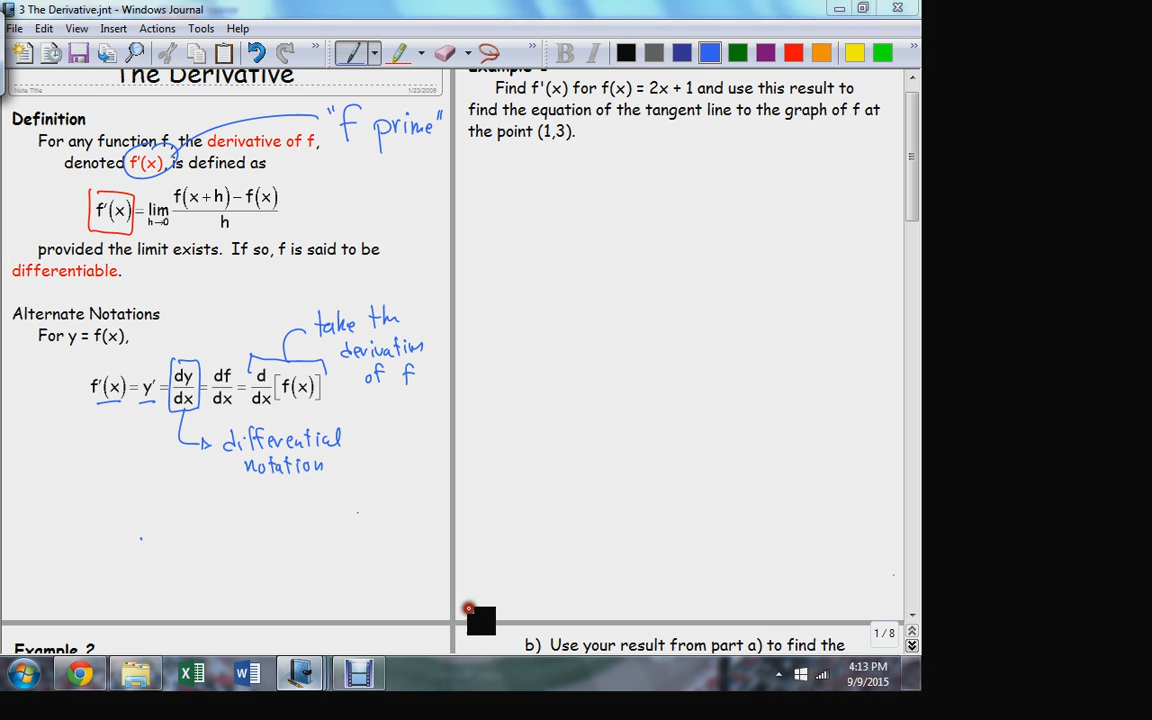 3 The Derivative.jnt - Windows Journal
File Edit View Insert Actions Tools Help
B I
The Derivative
Note Title
1/23/2009
Definition
For any function f, the derivative of f,
denoted f'(x), is defined as
"f prime"
f'(x) = lim h→0 f(x+h)−f(x) / h
provided the limit exists. If so, f is said to be
differentiable.
Alternate Notations
For y = f(x),
take the
derivative
of f
f'(x) = y' = dy/dx = df/dx = d/dx [f(x)]
differential
notation
Example 2
Find f'(x) for f(x) = 2x + 1 and use this result to
find the equation of the tangent line to the graph of f at
the point (1,3).
b) Use your result from part a) to find the
1 / 8
4:13 PM
9/9/2015